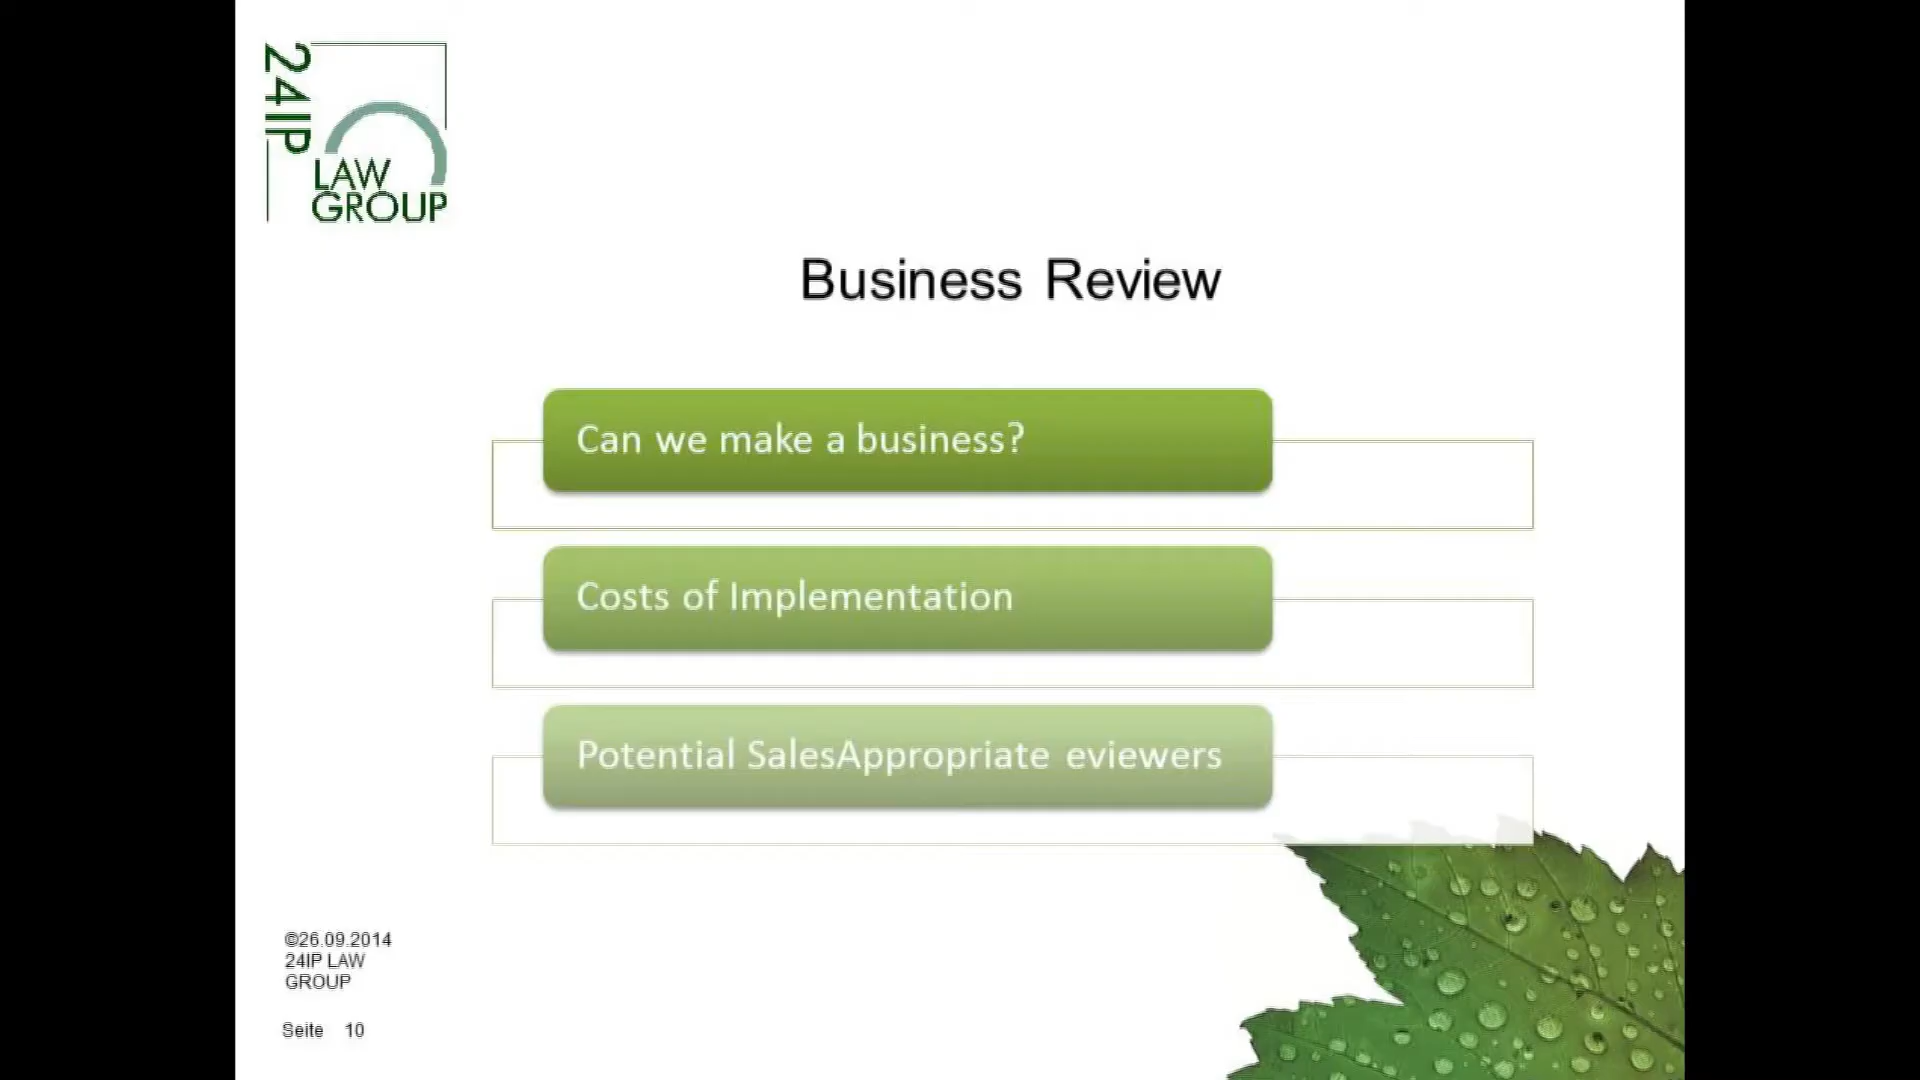 24IP
LAW
GROUP
Business Review
Can we make a business?
Costs of Implementation
Potential SalesAppropriate eviewers
©26.09.2014
24IP LAW
GROUP
Seite 10